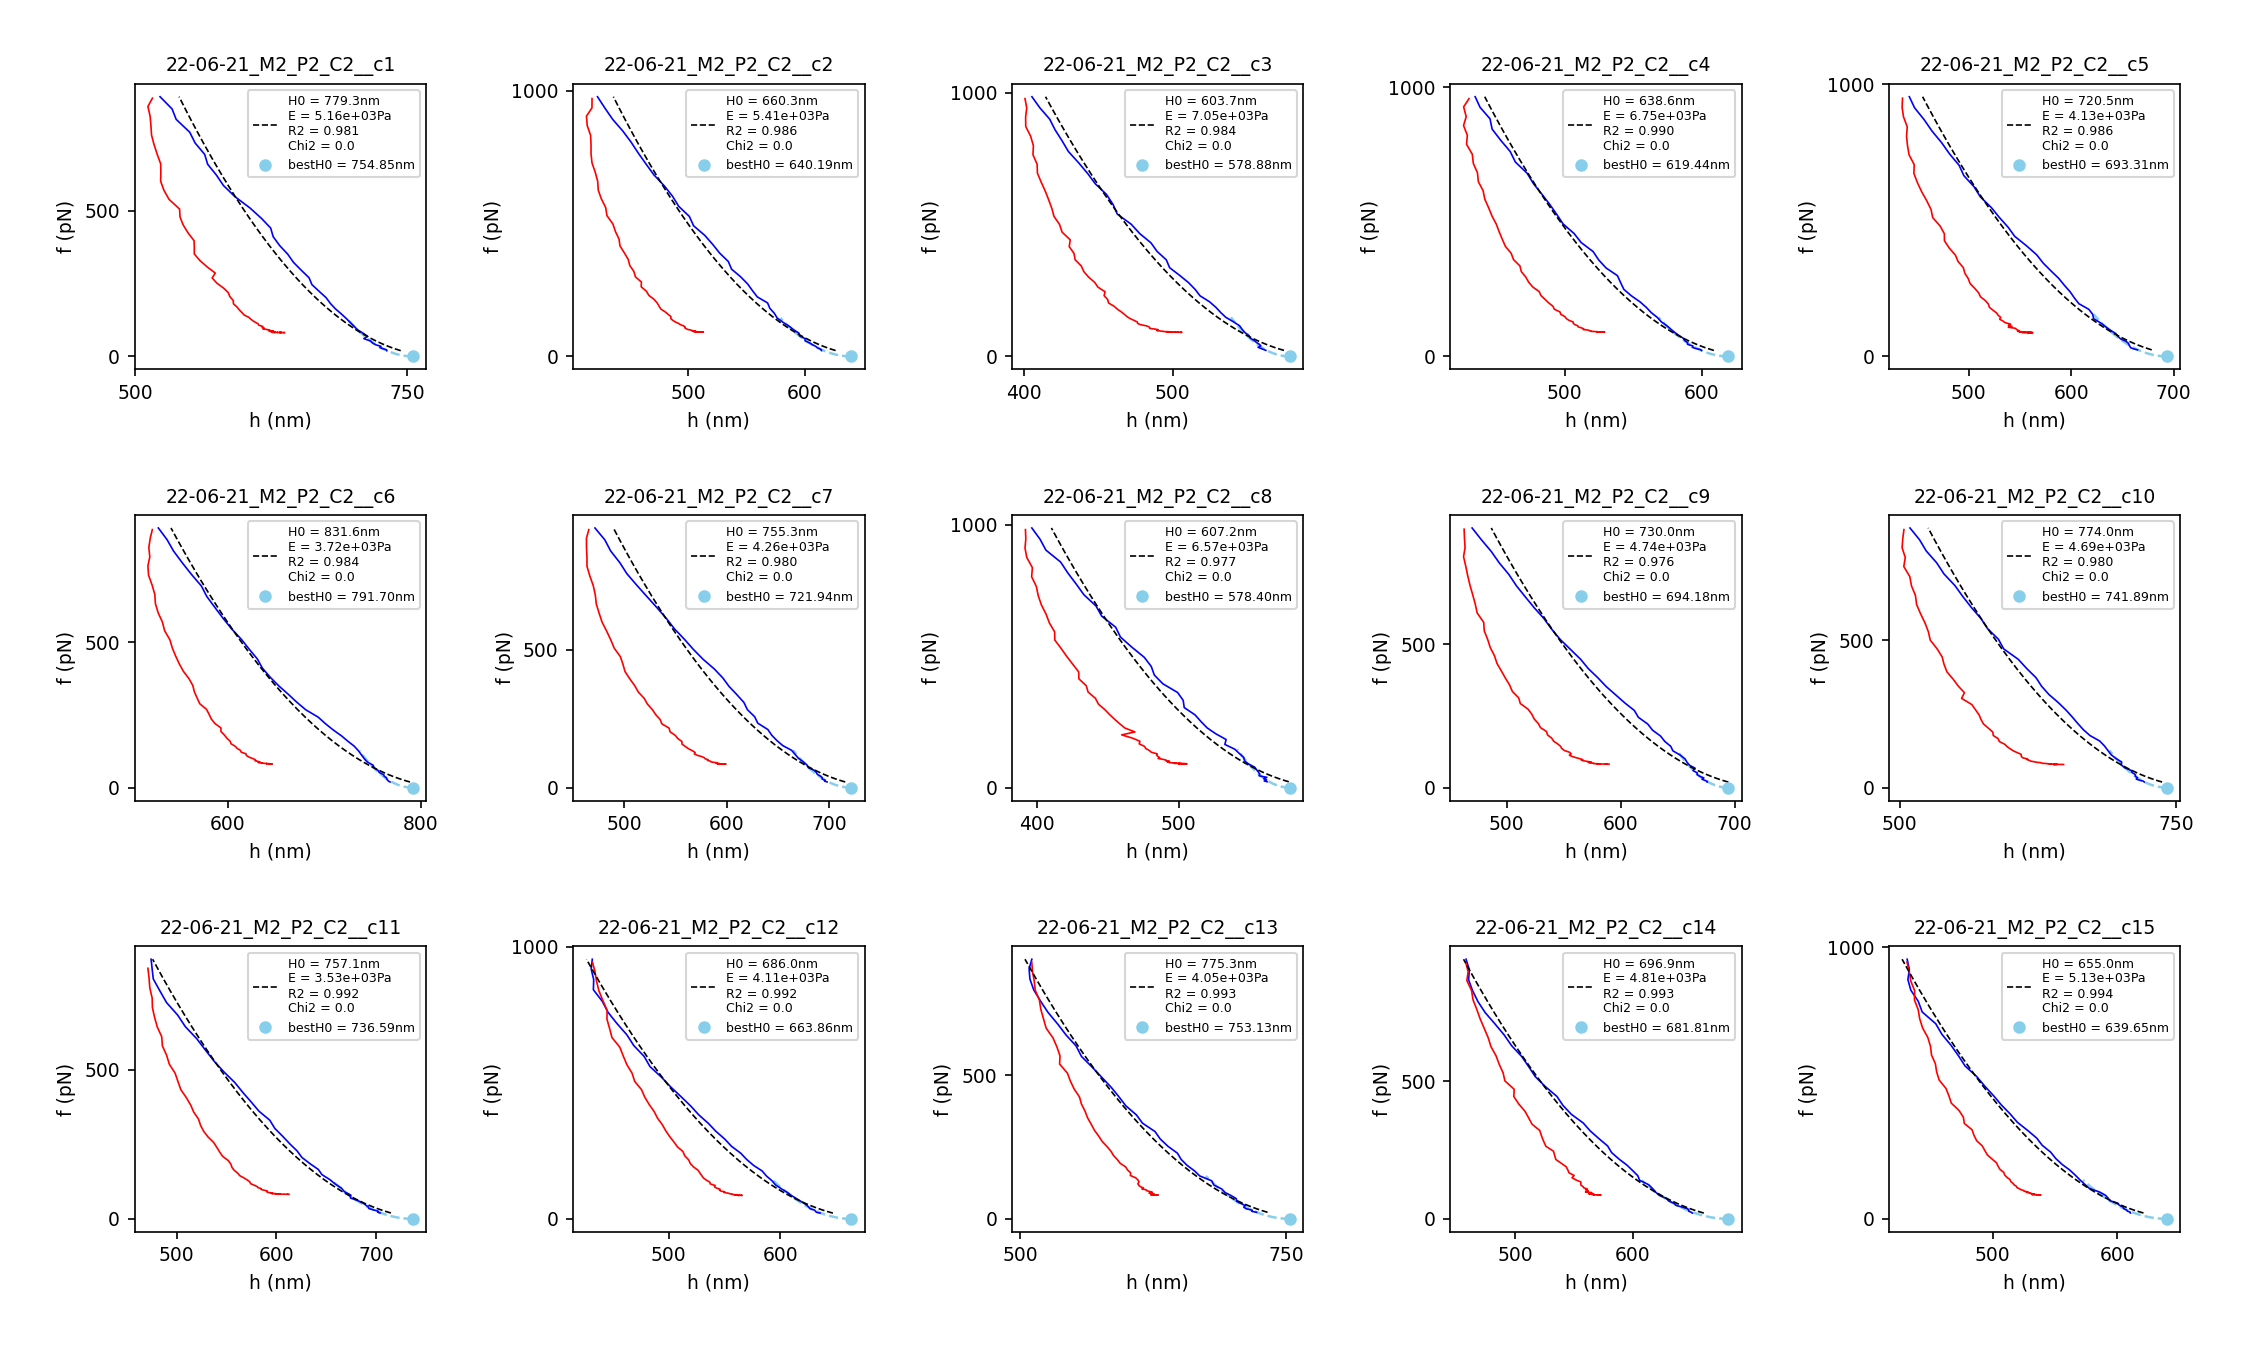 22-06-21_M2_P2_C2__c1
H0 = 779.3nm
E = 5.16e+03Pa
R2 = 0.981
Chi2 = 0.0
bestH0 = 754.85nm
500
0
f (pN)
500 750
h (nm)
22-06-21_M2_P2_C2__c2
H0 = 660.3nm
E = 5.41e+03Pa
R2 = 0.986
Chi2 = 0.0
bestH0 = 640.19nm
1000
0
f (pN)
500 600
h (nm)
22-06-21_M2_P2_C2__c3
H0 = 603.7nm
E = 7.05e+03Pa
R2 = 0.984
Chi2 = 0.0
bestH0 = 578.88nm
1000
0
f (pN)
400 500
h (nm)
22-06-21_M2_P2_C2__c4
H0 = 638.6nm
E = 6.75e+03Pa
R2 = 0.990
Chi2 = 0.0
bestH0 = 619.44nm
1000
0
f (pN)
500 600
h (nm)
22-06-21_M2_P2_C2__c5
H0 = 720.5nm
E = 4.13e+03Pa
R2 = 0.986
Chi2 = 0.0
bestH0 = 693.31nm
1000
0
f (pN)
500 600 700
h (nm)
22-06-21_M2_P2_C2__c6
H0 = 831.6nm
E = 3.72e+03Pa
R2 = 0.984
Chi2 = 0.0
bestH0 = 791.70nm
500
0
f (pN)
600 800
h (nm)
22-06-21_M2_P2_C2__c7
H0 = 755.3nm
E = 4.26e+03Pa
R2 = 0.980
Chi2 = 0.0
bestH0 = 721.94nm
500
0
f (pN)
500 600 700
h (nm)
22-06-21_M2_P2_C2__c8
H0 = 607.2nm
E = 6.57e+03Pa
R2 = 0.977
Chi2 = 0.0
bestH0 = 578.40nm
1000
0
f (pN)
400 500
h (nm)
22-06-21_M2_P2_C2__c9
H0 = 730.0nm
E = 4.74e+03Pa
R2 = 0.976
Chi2 = 0.0
bestH0 = 694.18nm
500
0
f (pN)
500 600 700
h (nm)
22-06-21_M2_P2_C2__c10
H0 = 774.0nm
E = 4.69e+03Pa
R2 = 0.980
Chi2 = 0.0
bestH0 = 741.89nm
500
0
f (pN)
500 750
h (nm)
22-06-21_M2_P2_C2__c11
H0 = 757.1nm
E = 3.53e+03Pa
R2 = 0.992
Chi2 = 0.0
bestH0 = 736.59nm
500
0
f (pN)
500 600 700
h (nm)
22-06-21_M2_P2_C2__c12
H0 = 686.0nm
E = 4.11e+03Pa
R2 = 0.992
Chi2 = 0.0
bestH0 = 663.86nm
1000
0
f (pN)
500 600
h (nm)
22-06-21_M2_P2_C2__c13
H0 = 775.3nm
E = 4.05e+03Pa
R2 = 0.993
Chi2 = 0.0
bestH0 = 753.13nm
500
0
f (pN)
500 750
h (nm)
22-06-21_M2_P2_C2__c14
H0 = 696.9nm
E = 4.81e+03Pa
R2 = 0.993
Chi2 = 0.0
bestH0 = 681.81nm
500
0
f (pN)
500 600
h (nm)
22-06-21_M2_P2_C2__c15
H0 = 655.0nm
E = 5.13e+03Pa
R2 = 0.994
Chi2 = 0.0
bestH0 = 639.65nm
1000
0
f (pN)
500 600
h (nm)